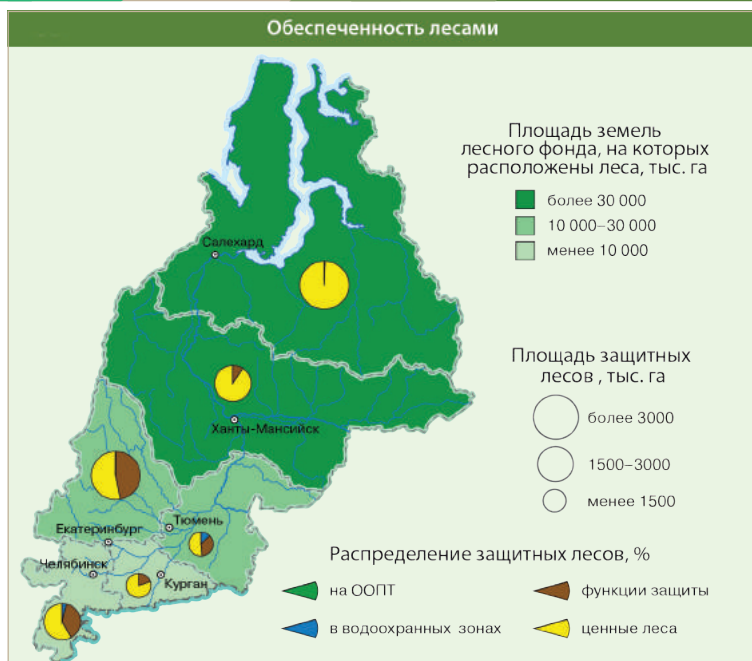 Обеспеченность лесами
Площадь земель
лесного фонда, на которых
расположены леса, тыс. га
более 30 000
10 000–30 000
менее 10 000
Салехард
Площадь защитных
лесов , тыс. га
более 3000
1500–3000
менее 1500
Ханты-Мансийск
Тюмень
Екатеринбург
Челябинск
Курган
Распределение защитных лесов, %
на ООПТ
функции защиты
в водоохранных зонах
ценные леса